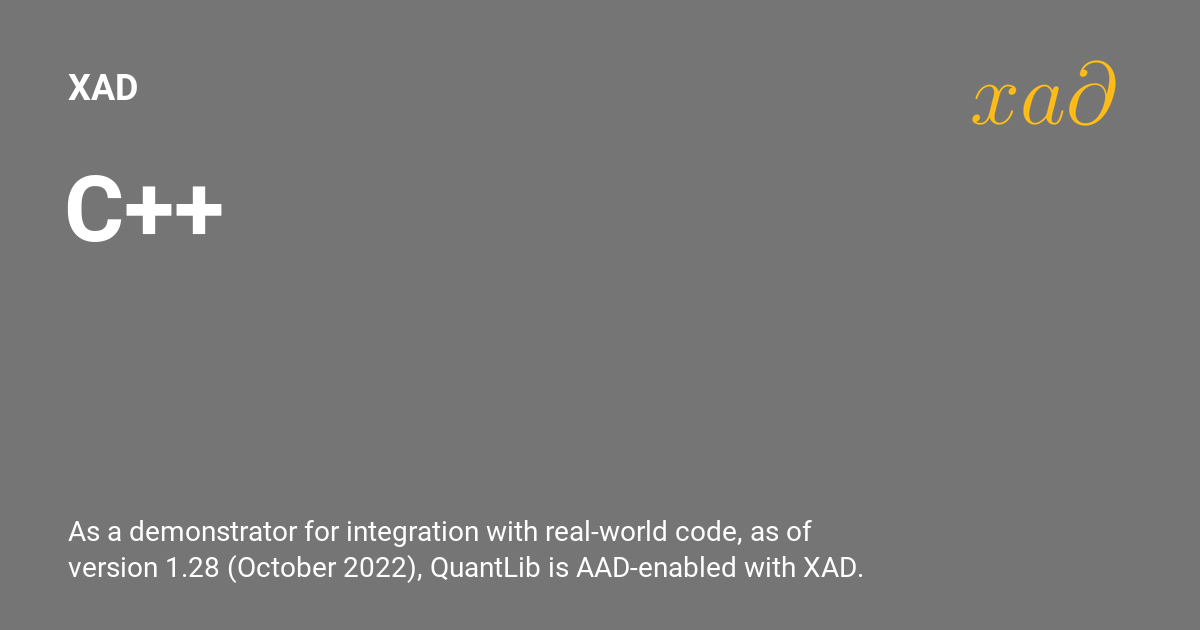 XAD
xa∂
C++
As a demonstrator for integration with real-world code, as of
version 1.28 (October 2022), QuantLib is AAD-enabled with XAD.